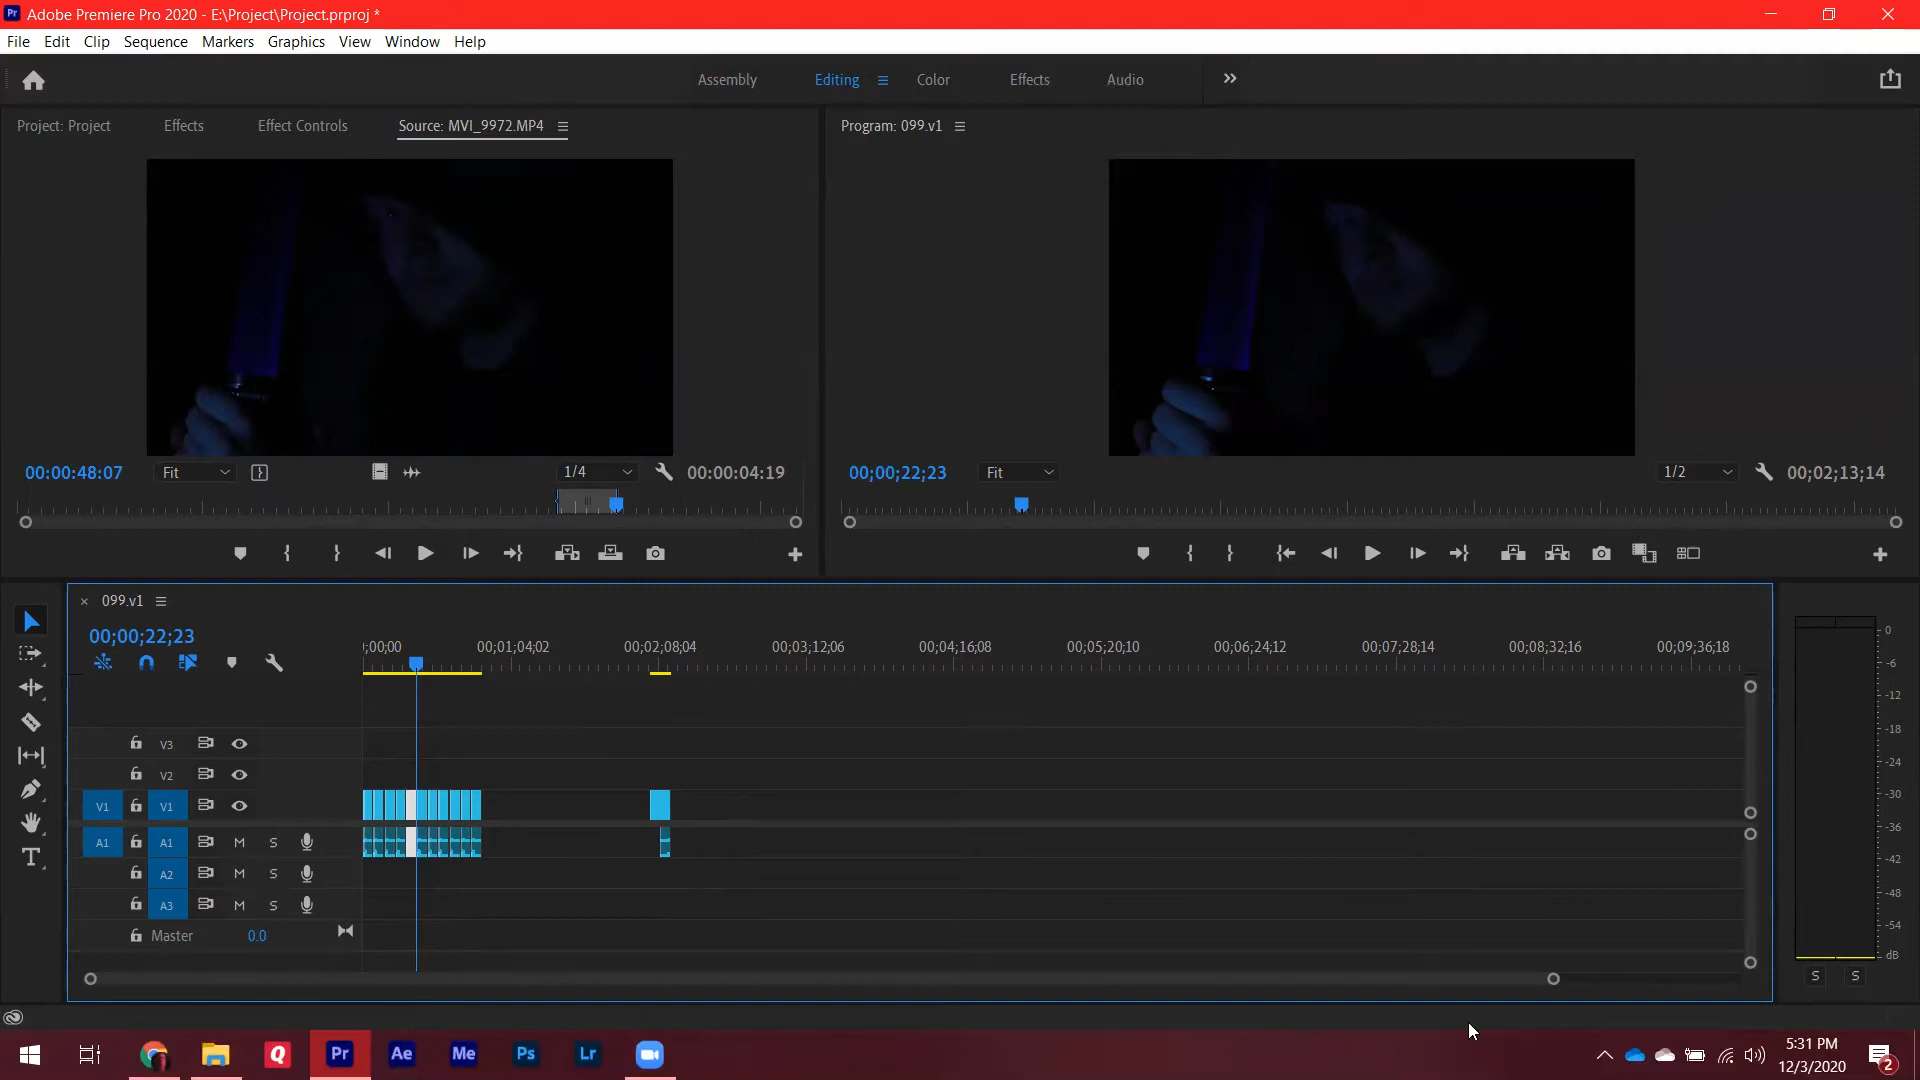 Pr Adobe Premiere Pro 2020 - E:\Project\Project.prproj *
File Edit Clip Sequence Markers Graphics View Window Help
Assembly Editing Color Effects Audio
Project: Project Effects Effect Controls Source: MVI_9972.MP4
Program: 099.v1
00:00:48:07 Fit 1/4 00:00:04:19
00;00;22;23 Fit 1/2 00;02;13;14
099.v1
00;00;22;23
;00;00 00;01;04;02 00;02;08;04 00;03;12;06 00;04;16;08 00;05;20;10 00;06;24;12 00;07;28;14 00;08;32;16 00;09;36;18
V3
V2
V1 V1
A1 A1 M S
A2 M S
A3 M S
Master 0.0
0
-6
-12
-18
-24
-30
-36
-42
-48
-54
dB
S S
Q Pr Ae Me Ps Lr
5:31 PM
12/3/2020
2